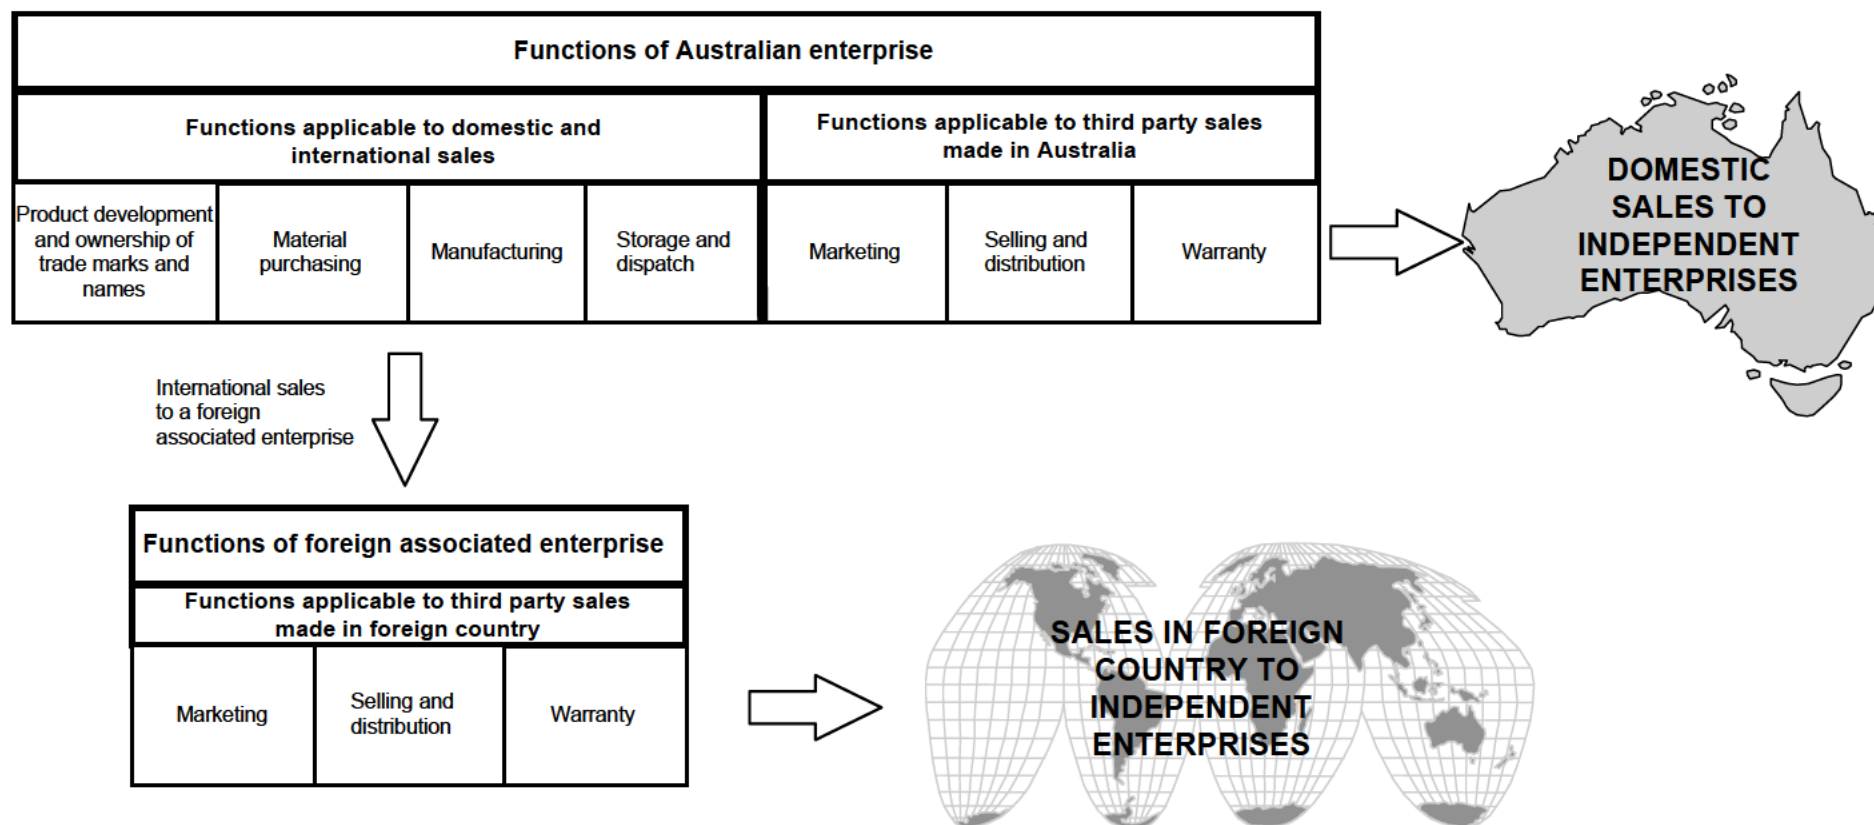 Functions of Australian enterprise
Functions applicable to domestic and
international sales
Functions applicable to third party sales
made in Australia
Product development
and ownership of
trade marks and
names
Material
purchasing
Manufacturing
Storage and
dispatch
Marketing
Selling and
distribution
Warranty
DOMESTIC
SALES TO
INDEPENDENT
ENTERPRISES
International sales
to a foreign
associated enterprise
Functions of foreign associated enterprise
Functions applicable to third party sales
made in foreign country
Marketing
Selling and
distribution
Warranty
SALES IN FOREIGN
COUNTRY TO
INDEPENDENT
ENTERPRISES